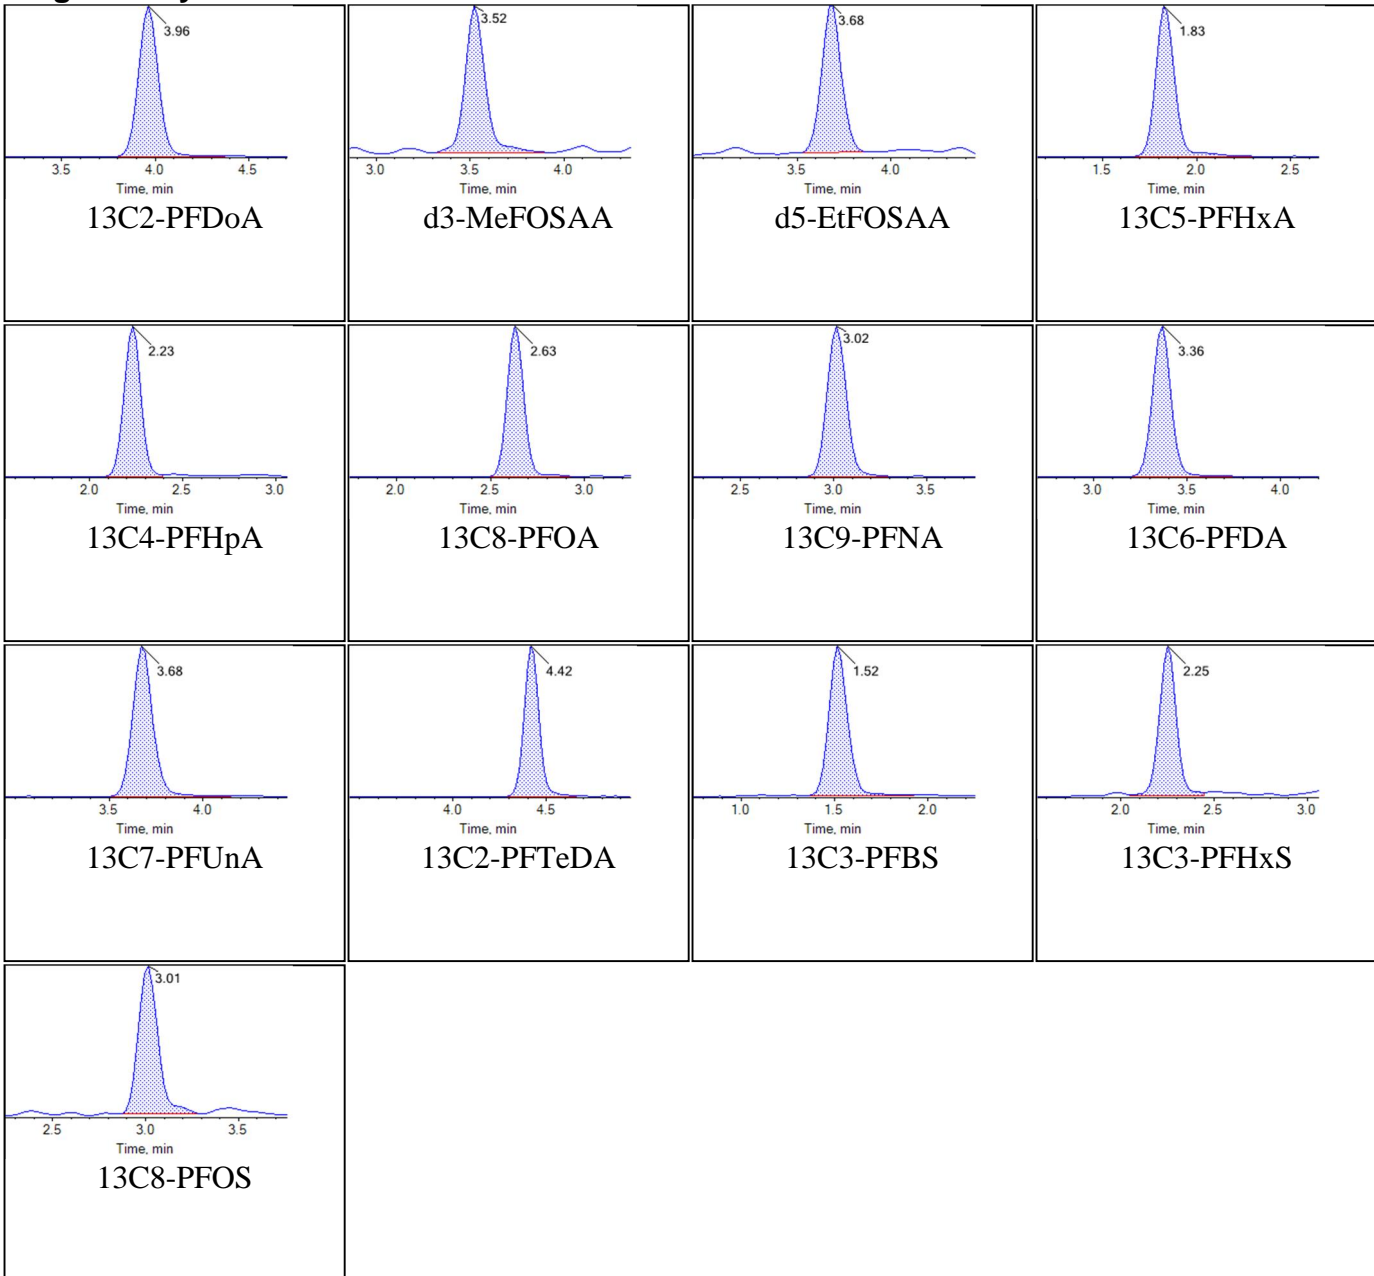 3.96
3.5 4.0 4.5
Time, min
13C2-PFDoA
3.52
3.0 3.5 4.0
Time, min
d3-MeFOSAA
3.68
3.5 4.0
Time, min
d5-EtFOSAA
1.83
1.5 2.0 2.5
Time, min
13C5-PFHxA
2.23
2.0 2.5 3.0
Time, min
13C4-PFHpA
2.63
2.0 2.5 3.0
Time, min
13C8-PFOA
3.02
2.5 3.0 3.5
Time, min
13C9-PFNA
3.36
3.0 3.5 4.0
Time, min
13C6-PFDA
3.68
3.5 4.0
Time, min
13C7-PFUnA
4.42
4.0 4.5
Time, min
13C2-PFTeDA
1.52
1.0 1.5 2.0
Time, min
13C3-PFBS
2.25
2.0 2.5 3.0
Time, min
13C3-PFHxS
3.01
2.5 3.0 3.5
Time, min
13C8-PFOS